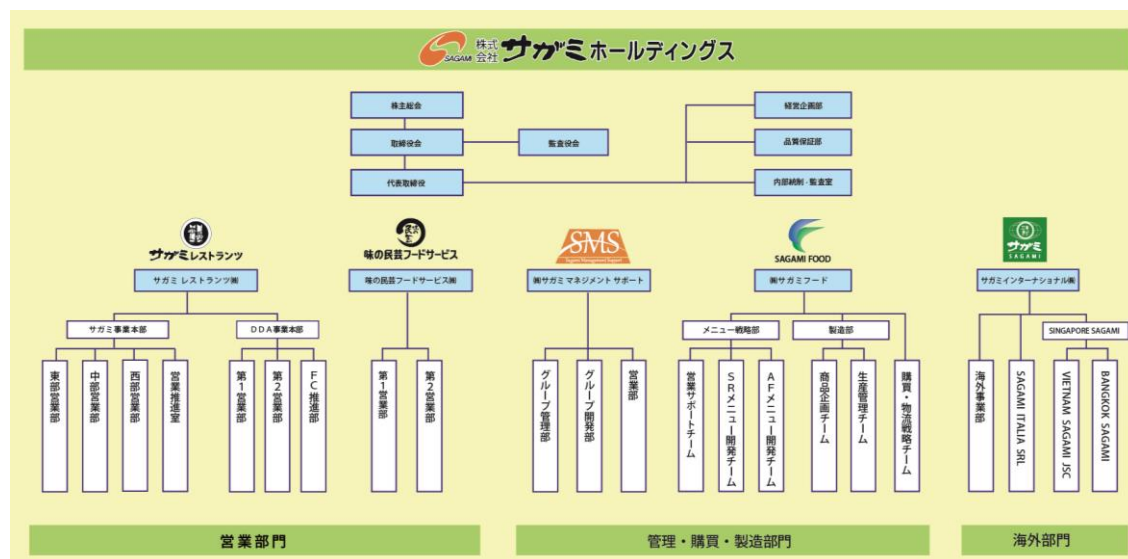 SAGAMI 株式会社 サガミホールディングス
株主総会
経営企画部
取締役会
監査役会
品質保証部
代表取締役
内部統制・監査室
サガミレストランツ
味の民芸フードサービス
SMS
Sagami Management Support
SAGAMI FOOD
サガミ
SAGAMI
サガミ レストランツ㈱
味の民芸フードサービス㈱
㈱サガミ マネジメント サポート
㈱サガミフード
サガミインターナショナル㈱
サガミ事業本部
DDA事業本部
メニュー戦略部
製造部
SINGAPORE SAGAMI
東部営業部
中部営業部
西部営業部
営業推進室
第1営業部
第2営業部
FC推進部
第1営業部
第2営業部
グループ管理部
グループ開発部
営業部
営業サポートチーム
SRメニュー開発チーム
AFメニュー開発チーム
商品企画チーム
生産管理チーム
購買・物流戦略チーム
海外事業部
SAGAMI ITALIA SRL
VIETNAM SAGAMI JSC
BANGKOK SAGAMI
営業部門
管理・購買・製造部門
海外部門